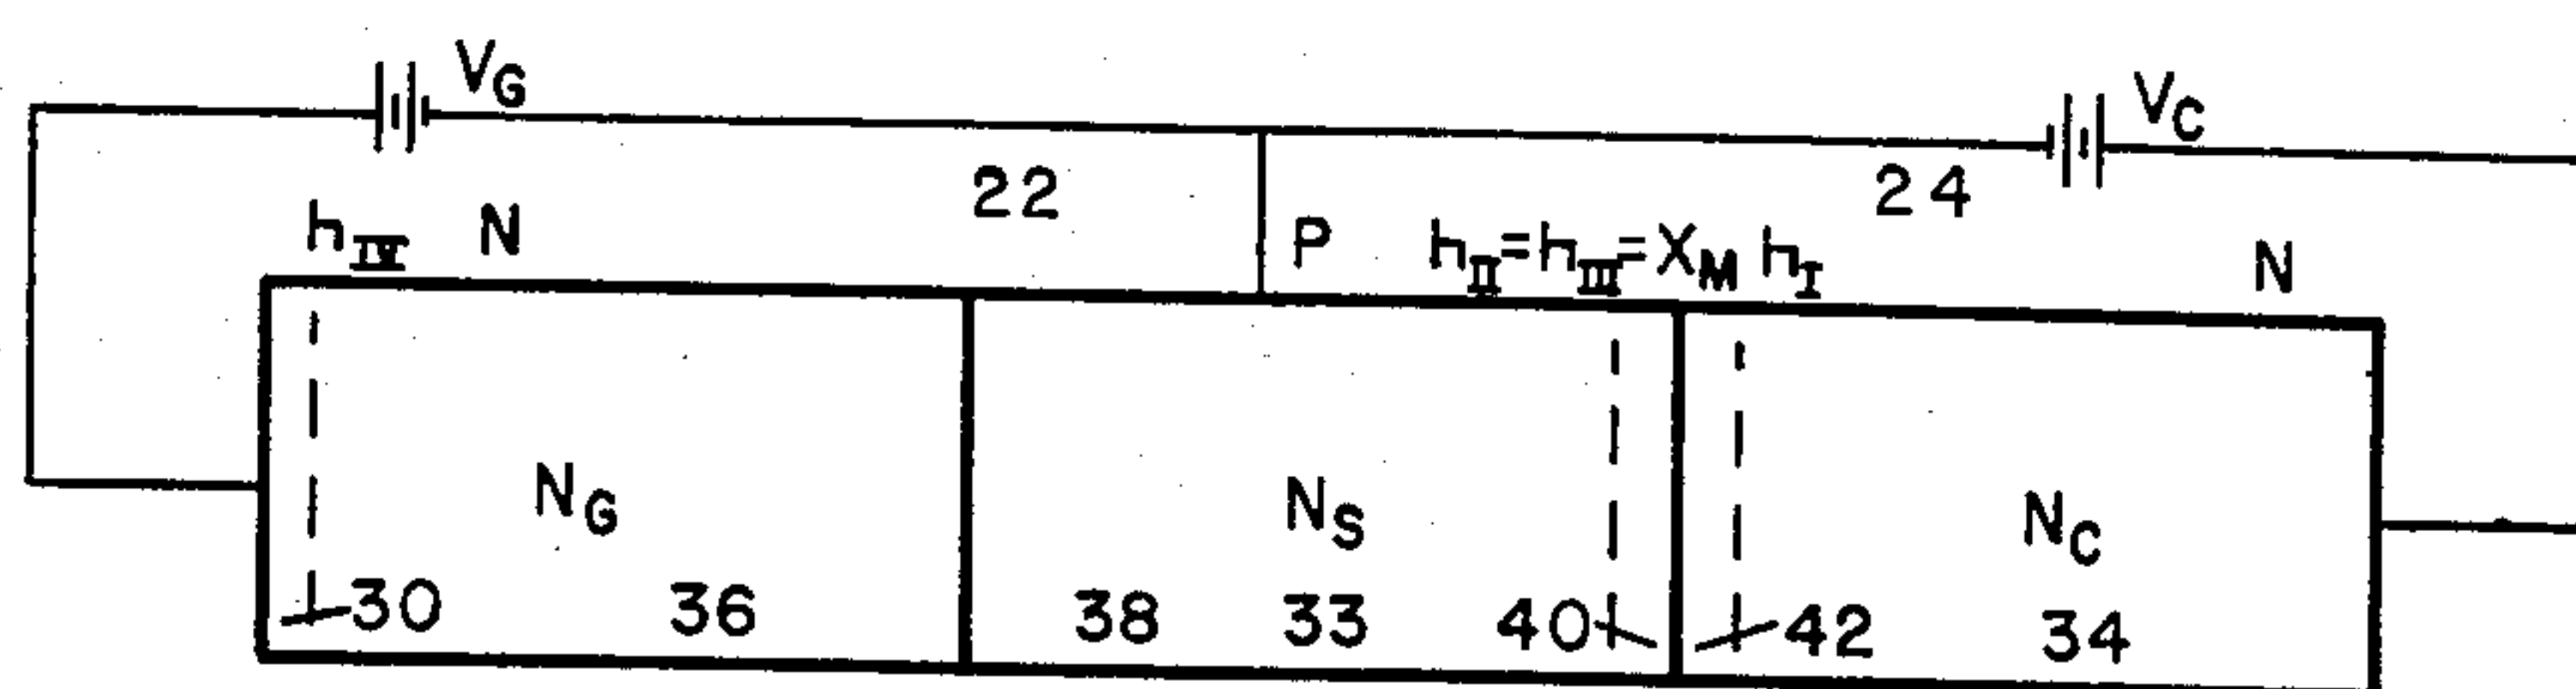 V_G V_C
22 24
h_IV N P h_II=h_III=X_M h_I N
N_G N_S N_C
30 36 38 33 40 42 34